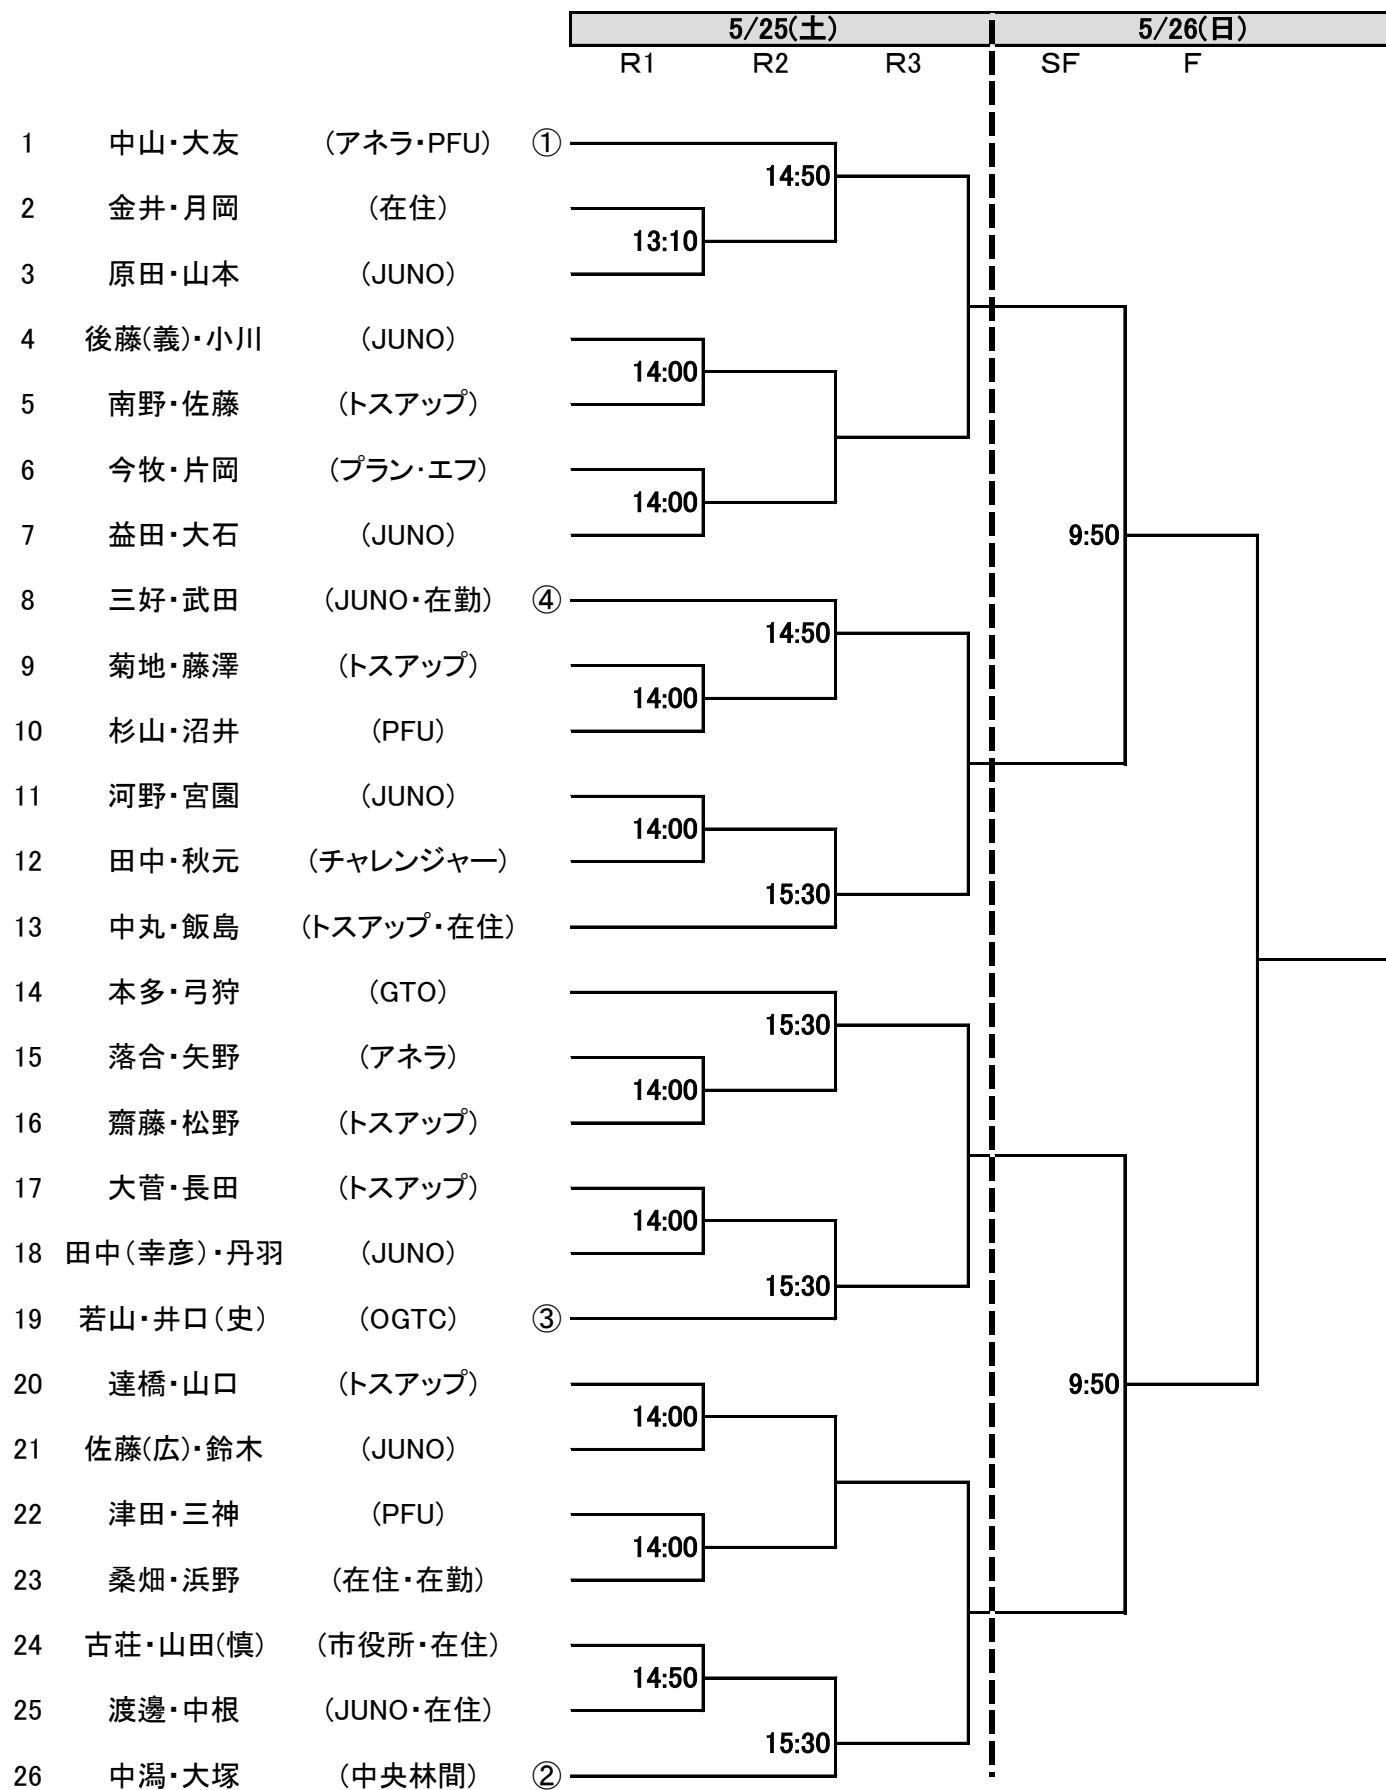 5/25(土) 5/26(日)
R1 R2 R3 SF F
1 中山・大友 (アネラ・PFU) ①
14:50
2 金井・月岡 (在住)
13:10
3 原田・山本 (JUNO)
4 後藤(義)・小川 (JUNO)
14:00
5 南野・佐藤 (トスアップ)
6 今牧・片岡 (プラン・エフ)
14:00
7 益田・大石 (JUNO) 9:50
8 三好・武田 (JUNO・在勤) ④
14:50
9 菊地・藤澤 (トスアップ)
14:00
10 杉山・沼井 (PFU)
11 河野・宮園 (JUNO)
14:00
12 田中・秋元 (チャレンジャー)
15:30
13 中丸・飯島 (トスアップ・在住)
14 本多・弓狩 (GTO)
15:30
15 落合・矢野 (アネラ)
14:00
16 齋藤・松野 (トスアップ)
17 大菅・長田 (トスアップ)
14:00
18 田中(幸彦)・丹羽 (JUNO)
15:30
19 若山・井口(史) (OGTC) ③
20 達橋・山口 (トスアップ) 9:50
14:00
21 佐藤(広)・鈴木 (JUNO)
22 津田・三神 (PFU)
14:00
23 桑畑・浜野 (在住・在勤)
24 古荘・山田(慎) (市役所・在住)
14:50
25 渡邊・中根 (JUNO・在住)
15:30
26 中潟・大塚 (中央林間) ②